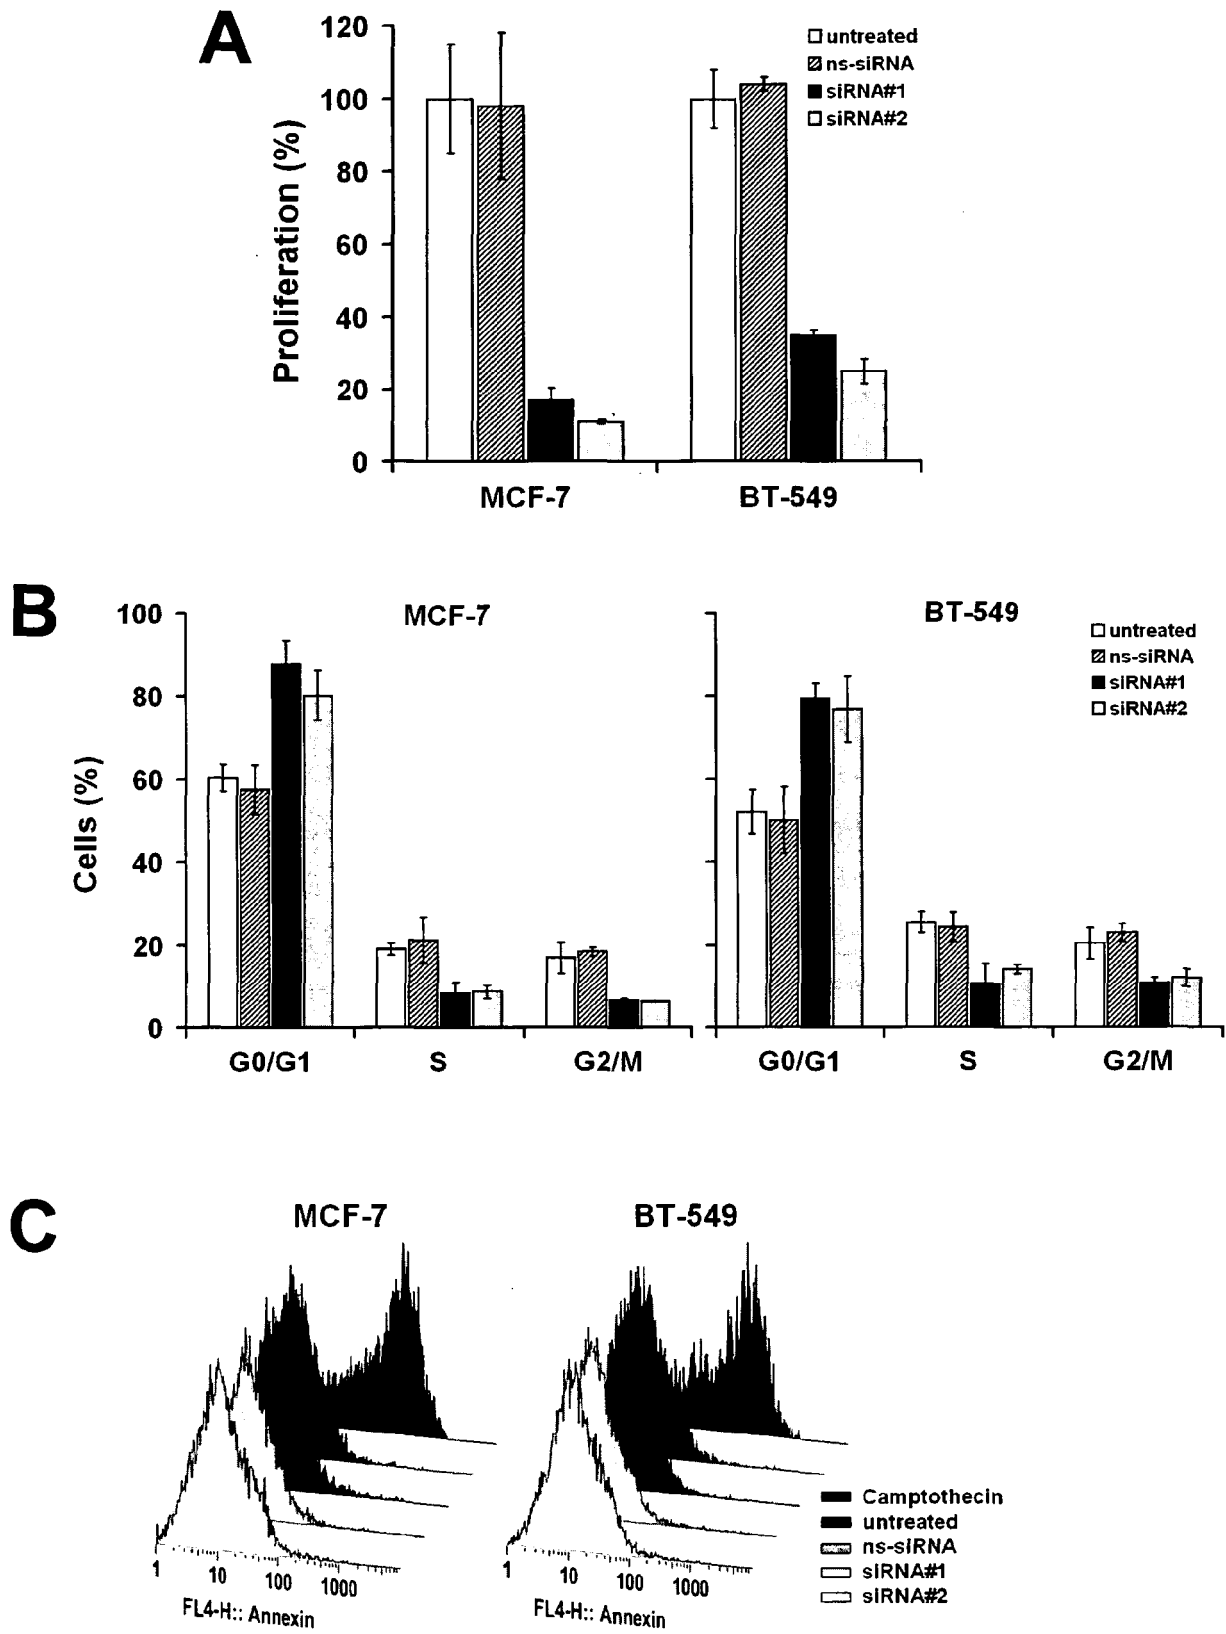 A
120
100
80
60
40
20
0
Proliferation (%)
untreated
ns-siRNA
siRNA#1
siRNA#2
MCF-7
BT-549
B
MCF-7
BT-549
100
80
60
40
20
0
Cells (%)
untreated
ns-siRNA
siRNA#1
siRNA#2
G0/G1
S
G2/M
G0/G1
S
G2/M
C
MCF-7
BT-549
1
10
100
1000
FL4-H:: Annexin
1
10
100
1000
FL4-H:: Annexin
Camptothecin
untreated
ns-siRNA
siRNA#1
siRNA#2